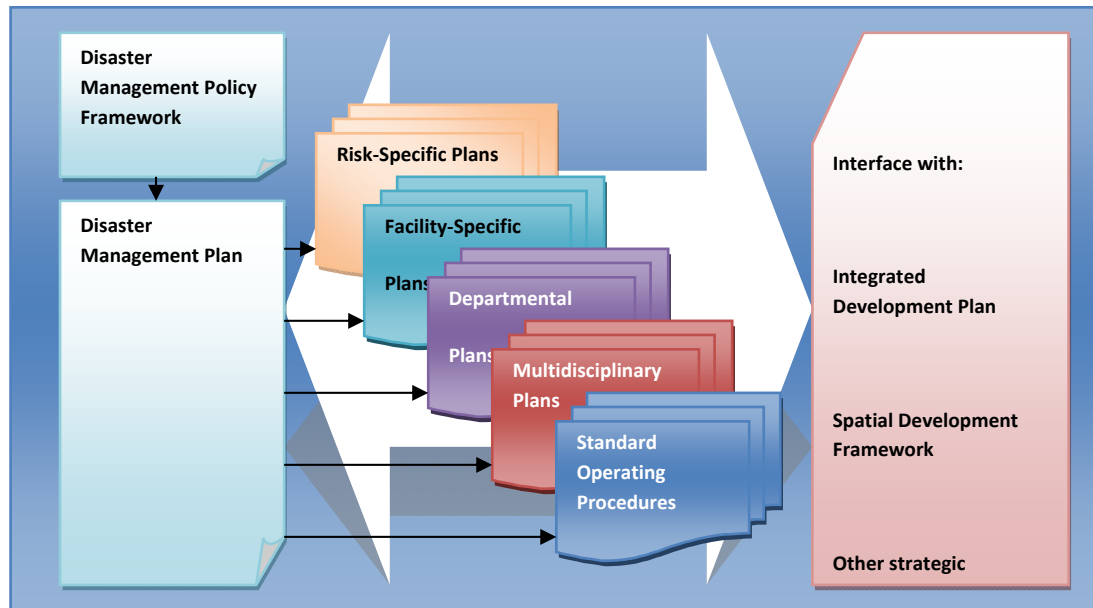 Disaster
Management Policy
Framework
Disaster
Management Plan
Risk-Specific Plans
Facility-Specific
Plans
Departmental
Plans
Multidisciplinary
Plans
Standard
Operating
Procedures
Interface with:
Integrated
Development Plan
Spatial Development
Framework
Other strategic